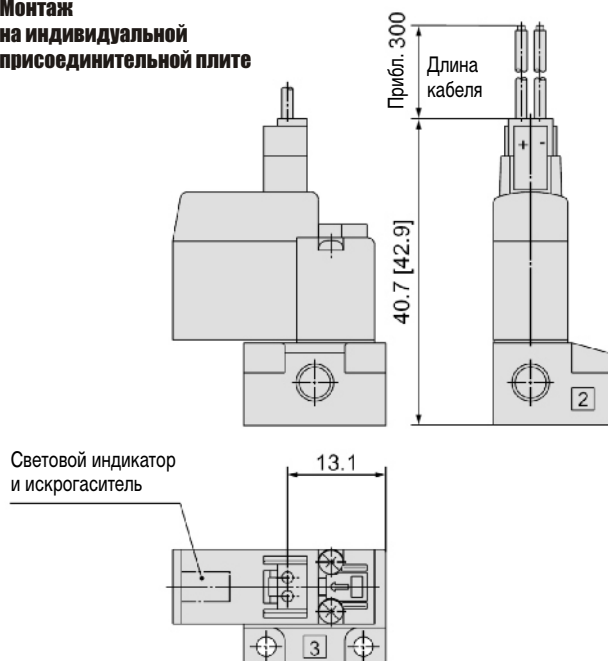 Монтаж
на индивидуальной
присоединительной плите
Прибл. 300
Длина
кабеля
+ -
40.7 [42.9]
2
Световой индикатор
и искрогаситель
13.1
3